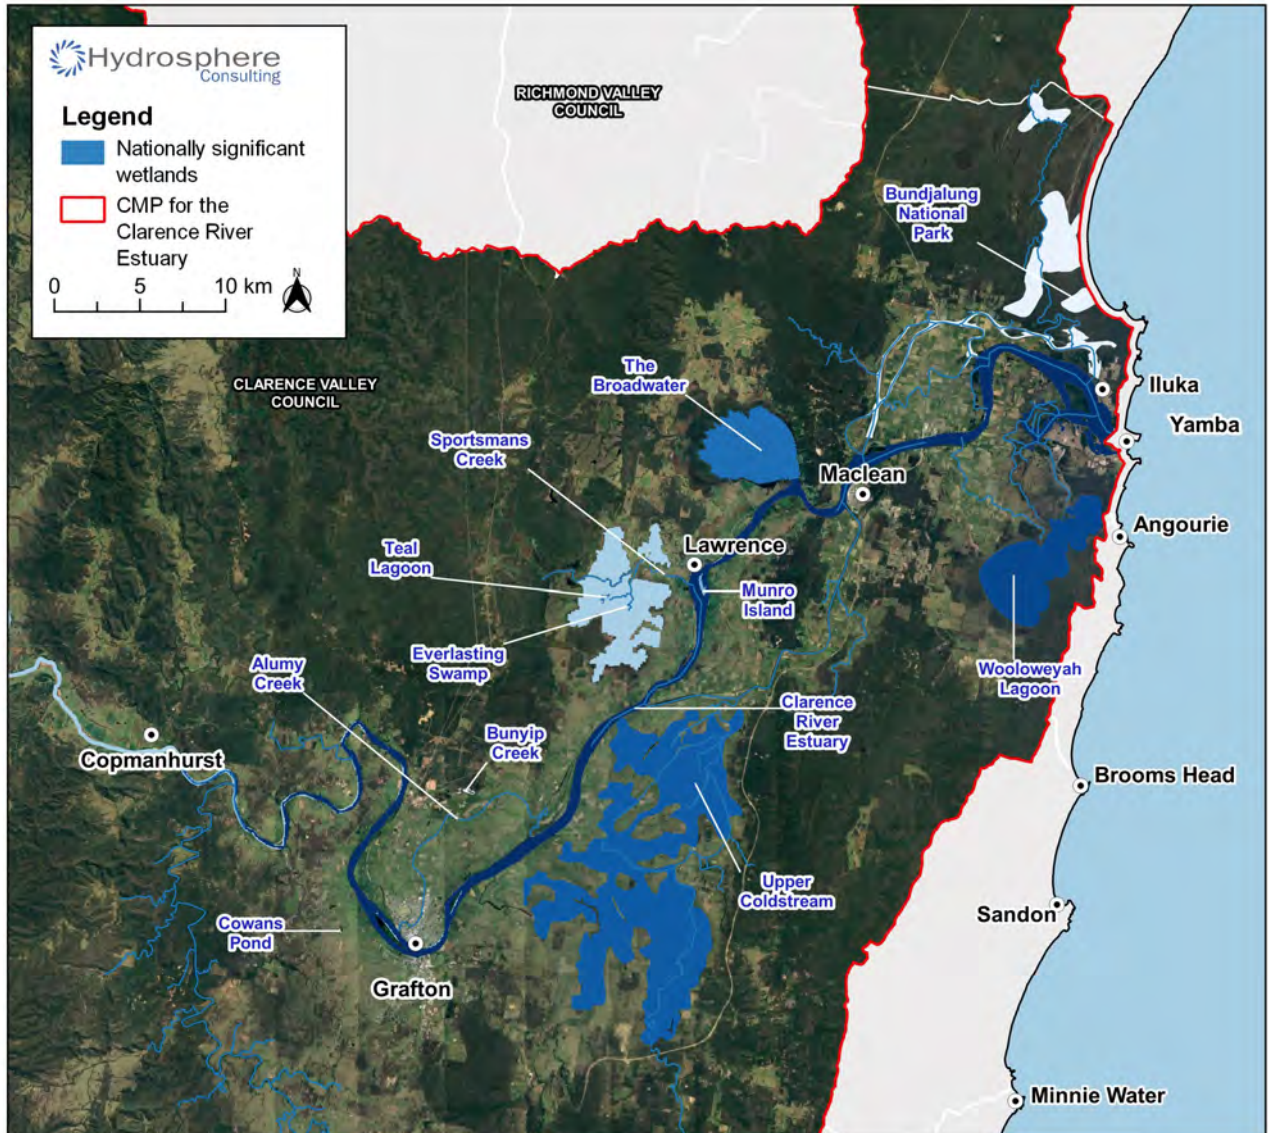 Hydrosphere
Consulting
Legend
Nationally significant
wetlands
CMP for the
Clarence River
Estuary
0 5 10 km
N
RICHMOND VALLEY
COUNCIL
Bundjalung
National
Park
CLARENCE VALLEY
COUNCIL
The
Broadwater
Iluka
Yamba
Sportsmans
Creek
Maclean
Angourie
Teal
Lagoon
Lawrence
Munro
Island
Everlasting
Swamp
Alumy
Creek
Wooloweyah
Lagoon
Clarence
River
Estuary
Bunyip
Creek
Copmanhurst
Brooms Head
Upper
Coldstream
Sandon
Cowans
Pond
Grafton
Minnie Water